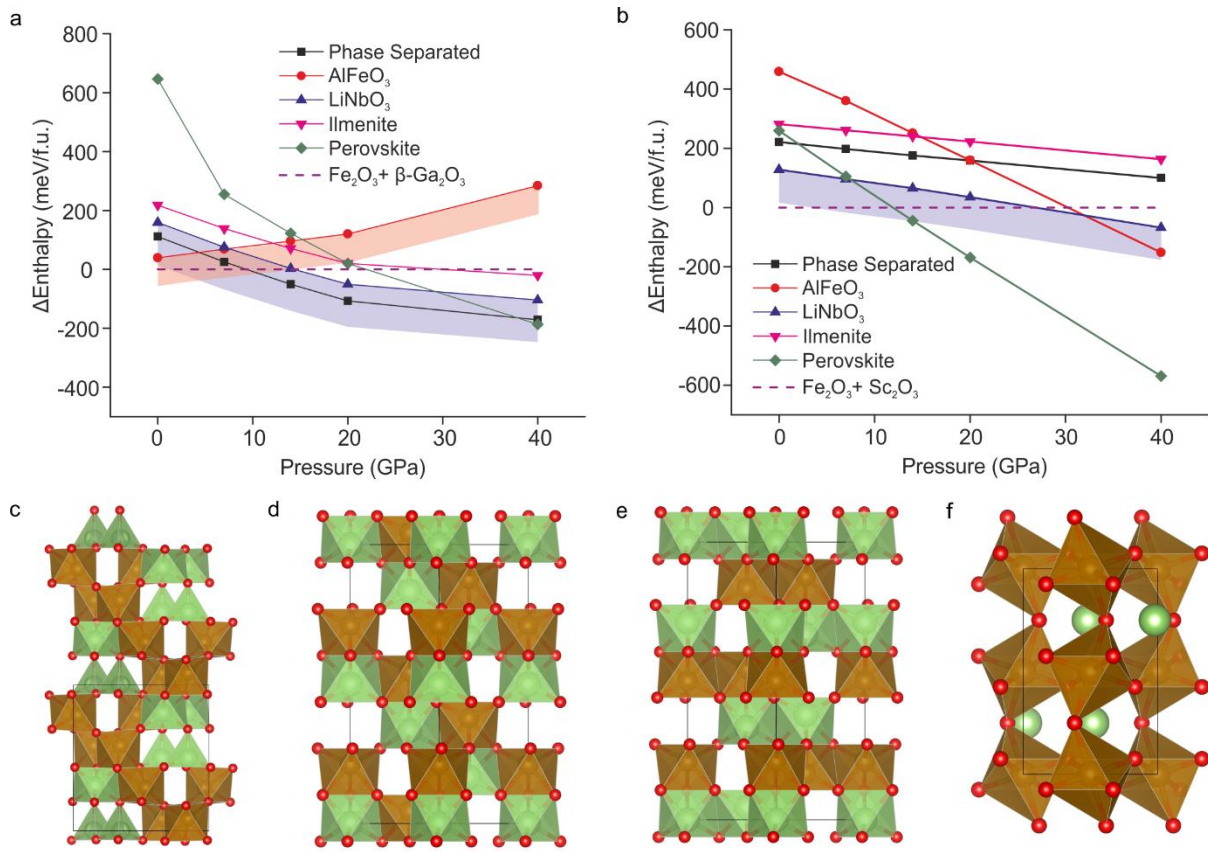 a
800
600
400
200
0
-200
-400
ΔEnthalpy (meV/f.u.)
Phase Separated
AlFeO₃
LiNbO₃
Ilmenite
Perovskite
Fe₂O₃+ β-Ga₂O₃
0 10 20 30 40
Pressure (GPa)
b
600
400
200
0
-200
-400
-600
ΔEnthalpy (meV/f.u.)
Phase Separated
AlFeO₃
LiNbO₃
Ilmenite
Perovskite
Fe₂O₃+ Sc₂O₃
0 10 20 30 40
Pressure (GPa)
c
d
e
f